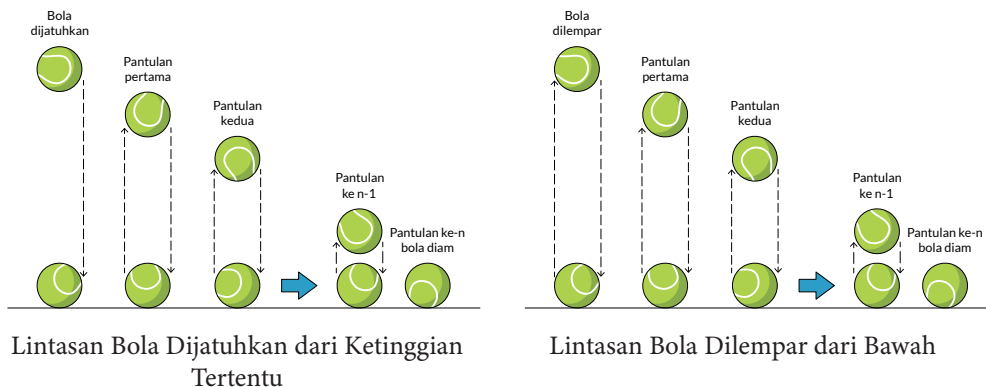 Bola
dijatuhkan
Pantulan
pertama
Pantulan
kedua
Pantulan
ke n-1
Pantulan ke-n
bola diam
Lintasan Bola Dijatuhkan dari Ketinggian
Tertentu
Bola
dilempar
Pantulan
pertama
Pantulan
kedua
Pantulan
ke n-1
Pantulan ke-n
bola diam
Lintasan Bola Dilempar dari Bawah